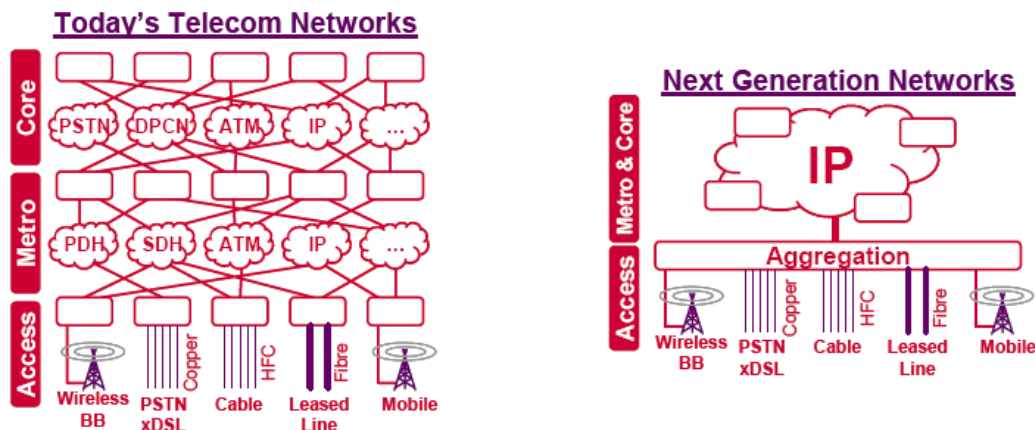 Today's Telecom Networks
Core
PSTN DPCN ATM IP ...
Metro
PDH SDH ATM IP ...
Access
Copper HFC Fibre
Wireless BB
PSTN xDSL
Cable
Leased Line
Mobile
Next Generation Networks
Metro & Core
IP
Access
Aggregation
Copper HFC Fibre
Wireless BB
PSTN xDSL
Cable
Leased Line
Mobile